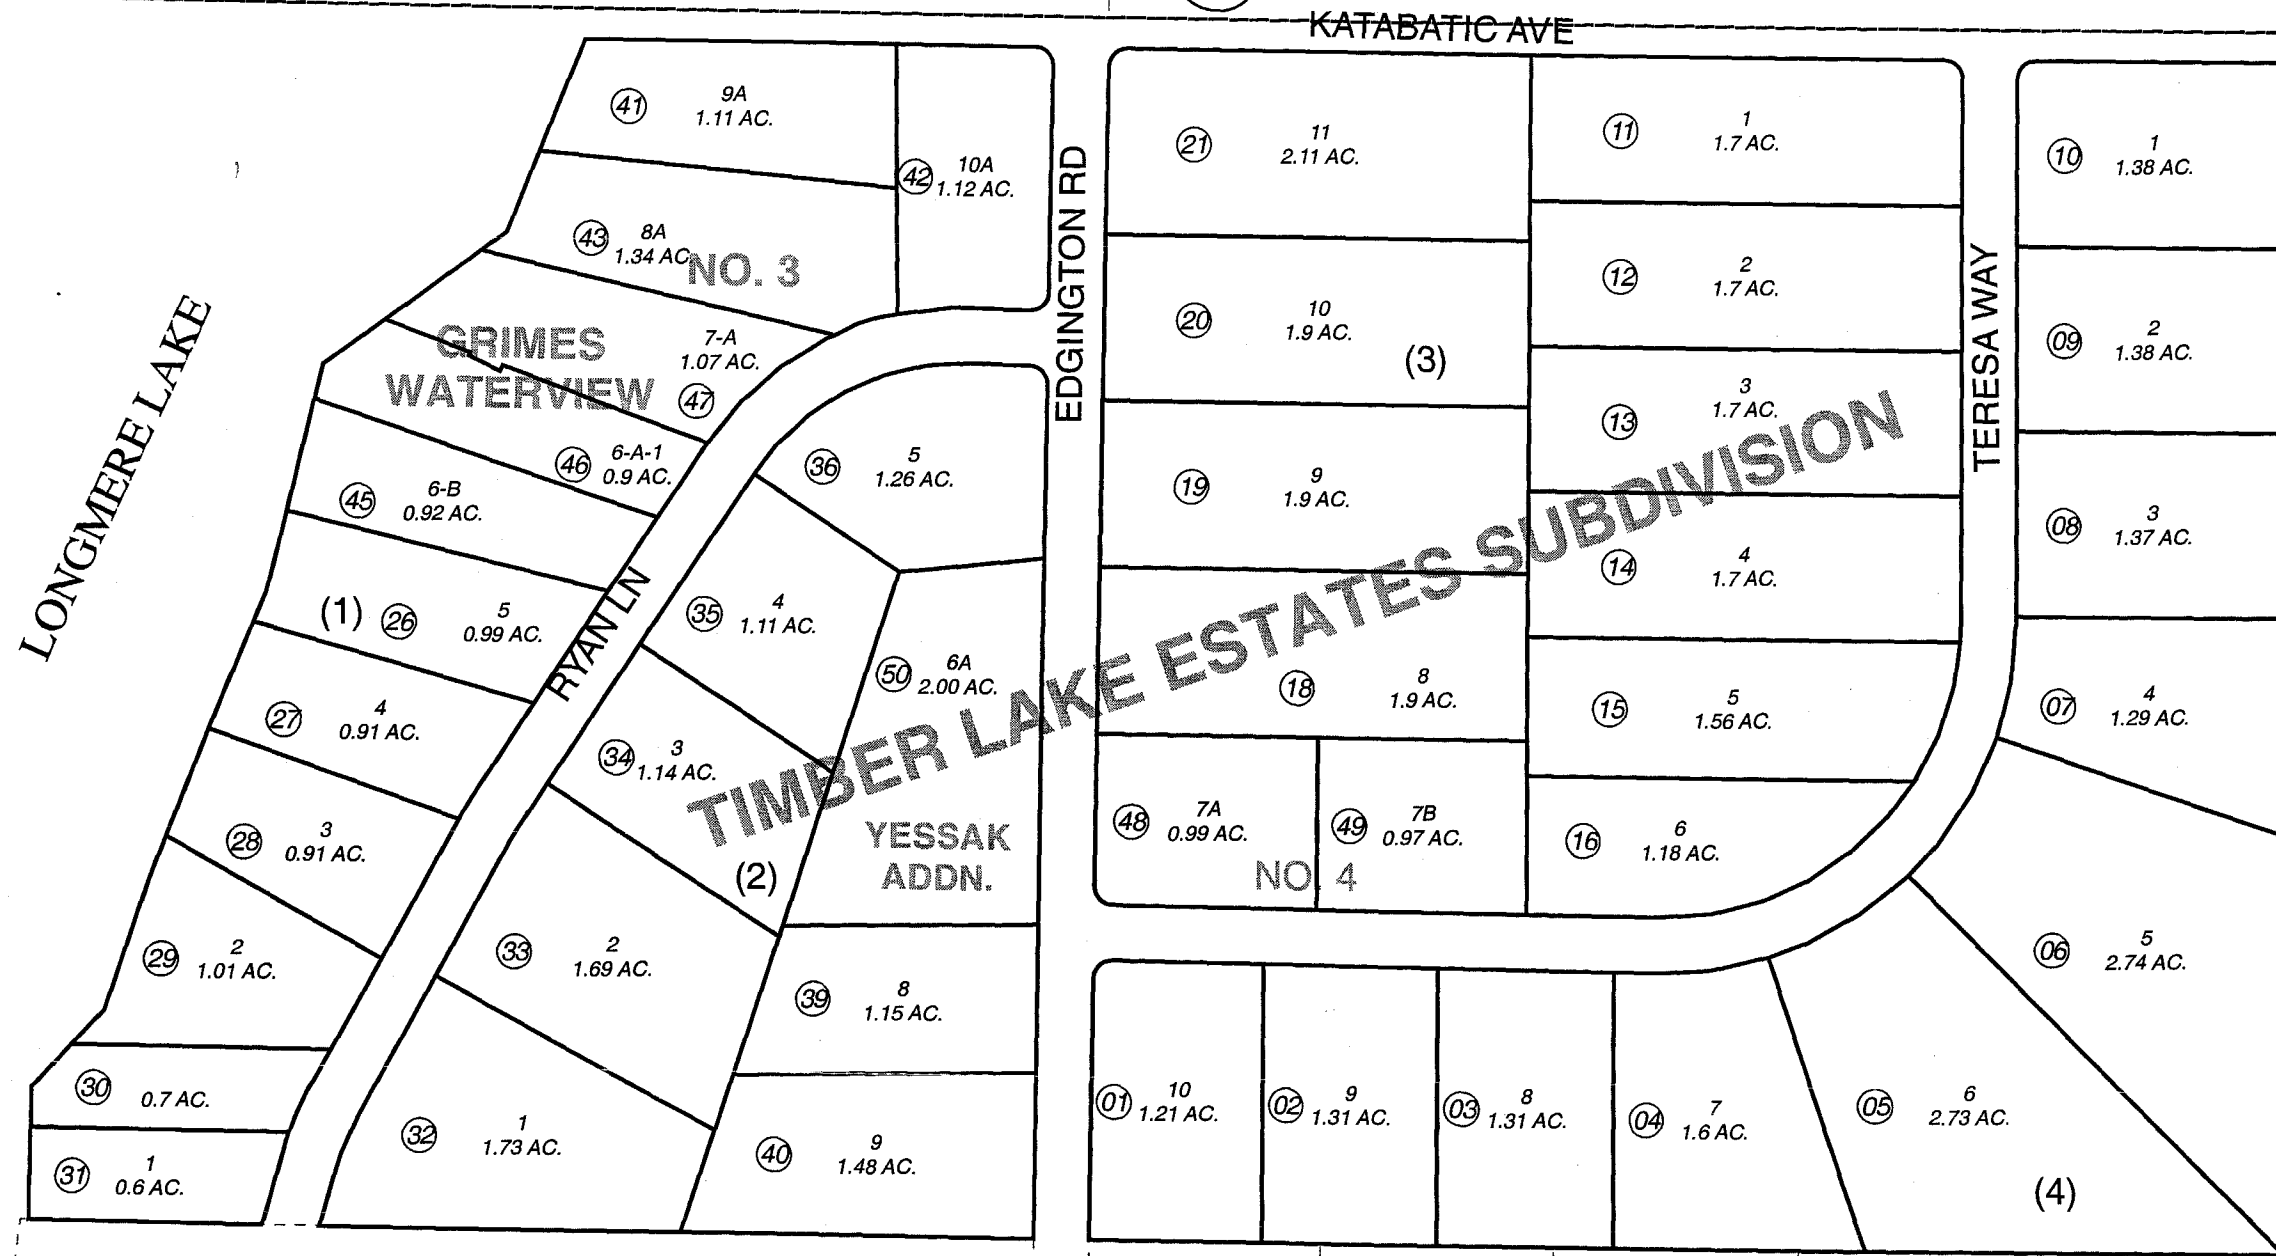 KATABATIC AVE
41
9A
1.11 AC.
42
10A
1.12 AC.
43
8A
1.34 AC.
NO. 3
GRIMES
WATERVIEW
7-A
1.07 AC.
47
46
6-A-1
0.9 AC.
45
6-B
0.92 AC.
LONGMERE LAKE
(1)
26
5
0.99 AC.
27
4
0.91 AC.
28
3
0.91 AC.
29
2
1.01 AC.
30
0.7 AC.
31
1
0.6 AC.
RYAN LN
36
5
1.26 AC.
35
4
1.11 AC.
34
3
1.14 AC.
33
2
1.69 AC.
32
1
1.73 AC.
(2)
50
6A
2.00 AC.
YESSAK
ADDN.
39
8
1.15 AC.
40
9
1.48 AC.
EDGINGTON RD
TIMBER LAKE ESTATES SUBDIVISION
21
11
2.11 AC.
20
10
1.9 AC.
(3)
19
9
1.9 AC.
18
8
1.9 AC.
48
7A
0.99 AC.
49
7B
0.97 AC.
NO. 4
11
1
1.7 AC.
12
2
1.7 AC.
13
3
1.7 AC.
14
4
1.7 AC.
15
5
1.56 AC.
16
6
1.18 AC.
TERESA WAY
10
1
1.38 AC.
09
2
1.38 AC.
08
3
1.37 AC.
07
4
1.29 AC.
06
5
2.74 AC.
05
6
2.73 AC.
04
7
1.6 AC.
03
8
1.31 AC.
02
9
1.31 AC.
01
10
1.21 AC.
(4)